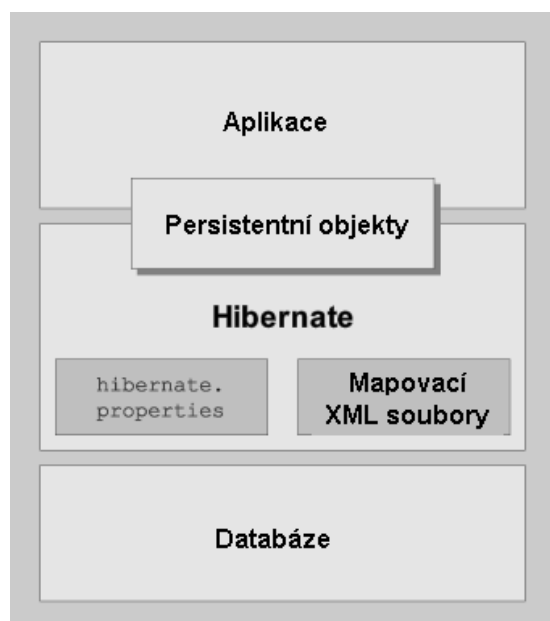 Aplikace
Persistentní objekty
Hibernate
hibernate.
properties
Mapovací
XML soubory
Databáze